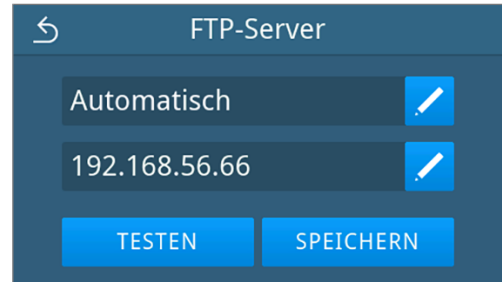 FTP-Server
Automatisch
192.168.56.66
TESTEN SPEICHERN